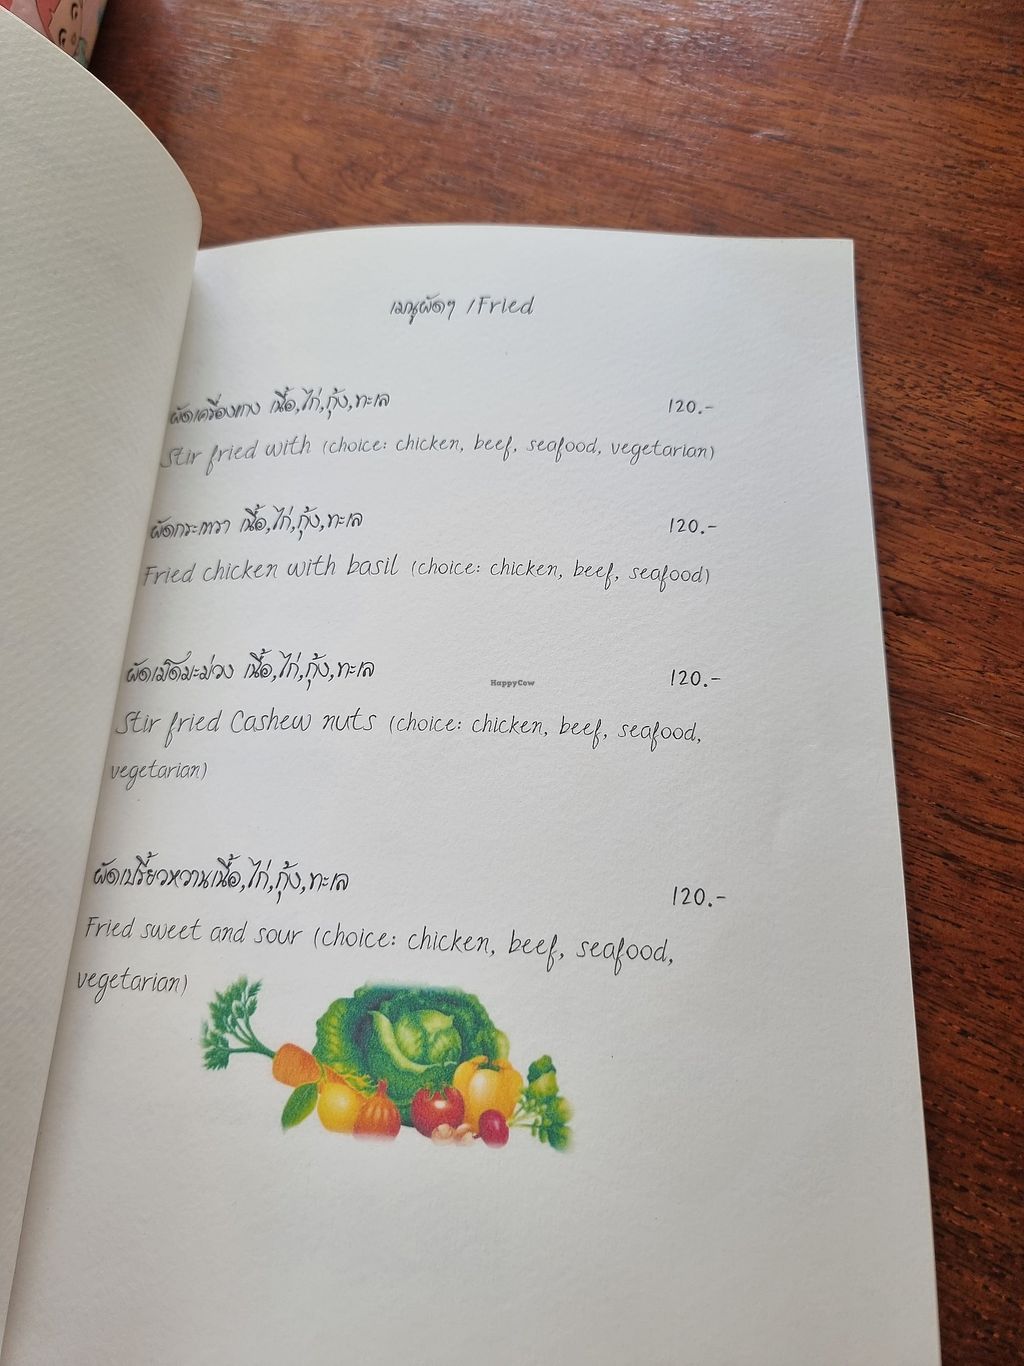 เมนูผัดๆ /Fried
ผัดเครื่องแกง เนื้อ,ไก่,กุ้ง,ทะเล 120.-
Stir fried with (choice: chicken, beef, seafood, vegetarian)
ผัดกระเพรา เนื้อ,ไก่,กุ้ง,ทะเล 120.-
Fried chicken with basil (choice: chicken, beef, seafood)
ผัดเม็ดมะม่วง เนื้อ,ไก่,กุ้ง,ทะเล 120.-
HappyCow
Stir fried Cashew nuts (choice: chicken, beef, seafood,
vegetarian)
ผัดเปรี้ยวหวานเนื้อ,ไก่,กุ้ง,ทะเล 120.-
Fried sweet and sour (choice: chicken, beef, seafood,
vegetarian)